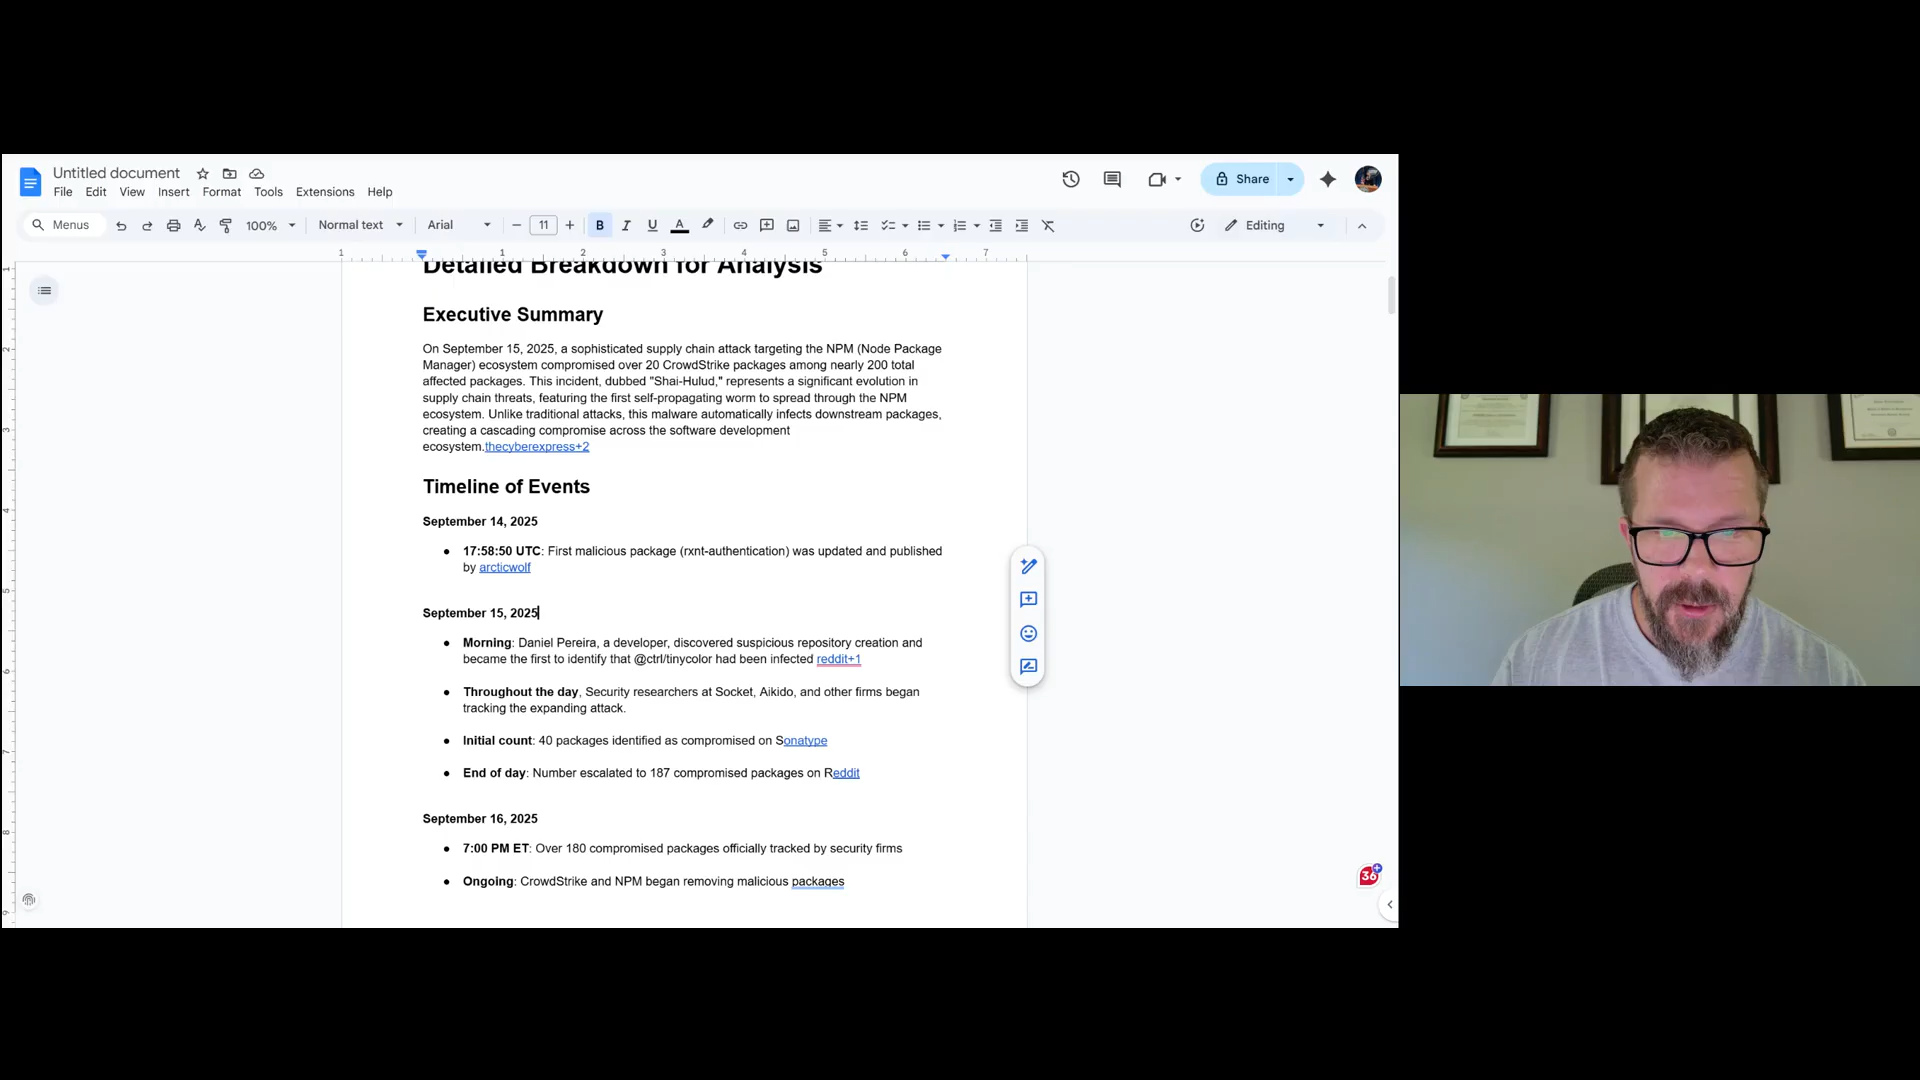 Untitled document
File Edit View Insert Format Tools Extensions Help
Share
Menus 100% Normal text Arial 11 B I U A Editing
1 1 2 3 4 5 6 7
Detailed Breakdown for Analysis
Executive Summary
On September 15, 2025, a sophisticated supply chain attack targeting the NPM (Node Package
Manager) ecosystem compromised over 20 CrowdStrike packages among nearly 200 total
affected packages. This incident, dubbed "Shai-Hulud," represents a significant evolution in
supply chain threats, featuring the first self-propagating worm to spread through the NPM
ecosystem. Unlike traditional attacks, this malware automatically infects downstream packages,
creating a cascading compromise across the software development
ecosystem.thecyberexpress+2
Timeline of Events
September 14, 2025
● 17:58:50 UTC: First malicious package (rxnt-authentication) was updated and published
by arcticwolf
September 15, 2025
● Morning: Daniel Pereira, a developer, discovered suspicious repository creation and
became the first to identify that @ctrl/tinycolor had been infected reddit+1
● Throughout the day, Security researchers at Socket, Aikido, and other firms began
tracking the expanding attack.
● Initial count: 40 packages identified as compromised on Sonatype
● End of day: Number escalated to 187 compromised packages on Reddit
September 16, 2025
● 7:00 PM ET: Over 180 compromised packages officially tracked by security firms
● Ongoing: CrowdStrike and NPM began removing malicious packages
36